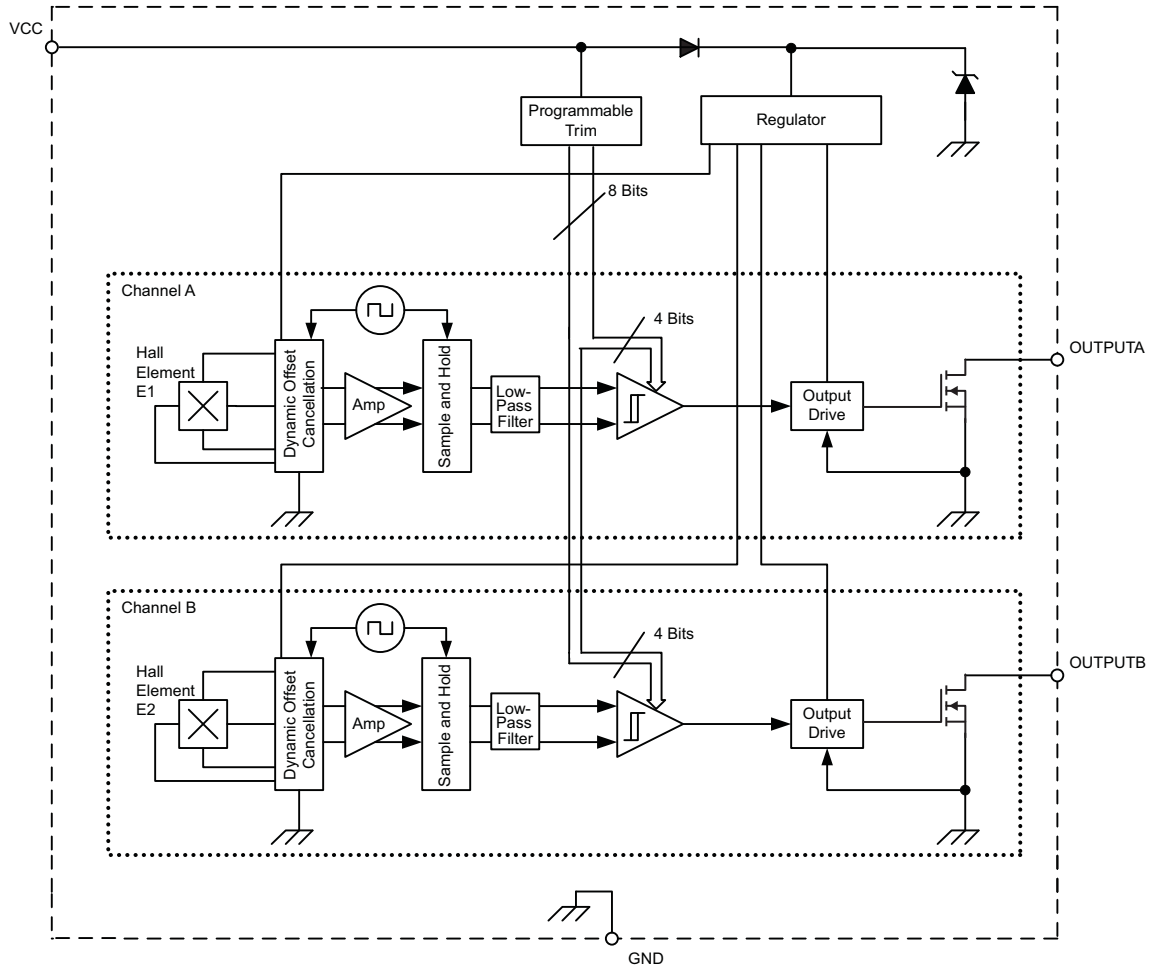 VCC
Programmable
Trim
Regulator
8 Bits
Channel A
4 Bits
Hall
Element
E1
Dynamic Offset
Cancellation
Amp
Sample and Hold
Low-
Pass
Filter
Output
Drive
OUTPUTA
Channel B
4 Bits
Hall
Element
E2
Dynamic Offset
Cancellation
Amp
Sample and Hold
Low-
Pass
Filter
Output
Drive
OUTPUTB
GND